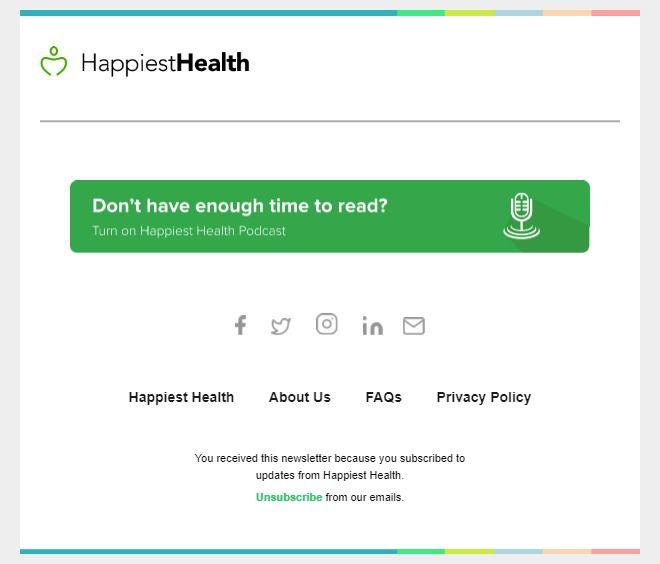 HappiestHealth
Don't have enough time to read?
Turn on Happiest Health Podcast
Happiest Health About Us FAQs Privacy Policy
You received this newsletter because you subscribed to
updates from Happiest Health.
Unsubscribe from our emails.